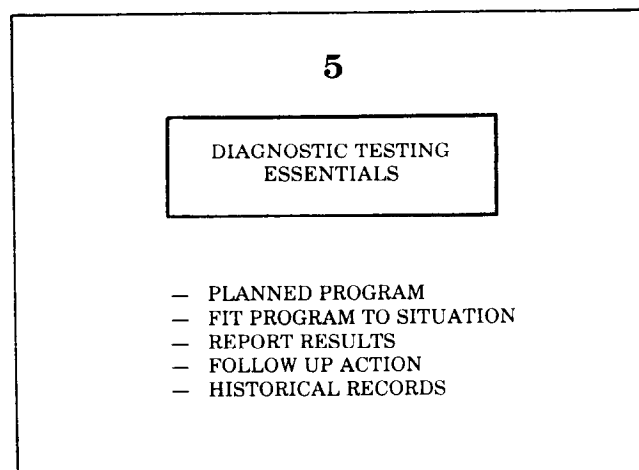 5
DIAGNOSTIC TESTING
ESSENTIALS
— PLANNED PROGRAM
— FIT PROGRAM TO SITUATION
— REPORT RESULTS
— FOLLOW UP ACTION
— HISTORICAL RECORDS